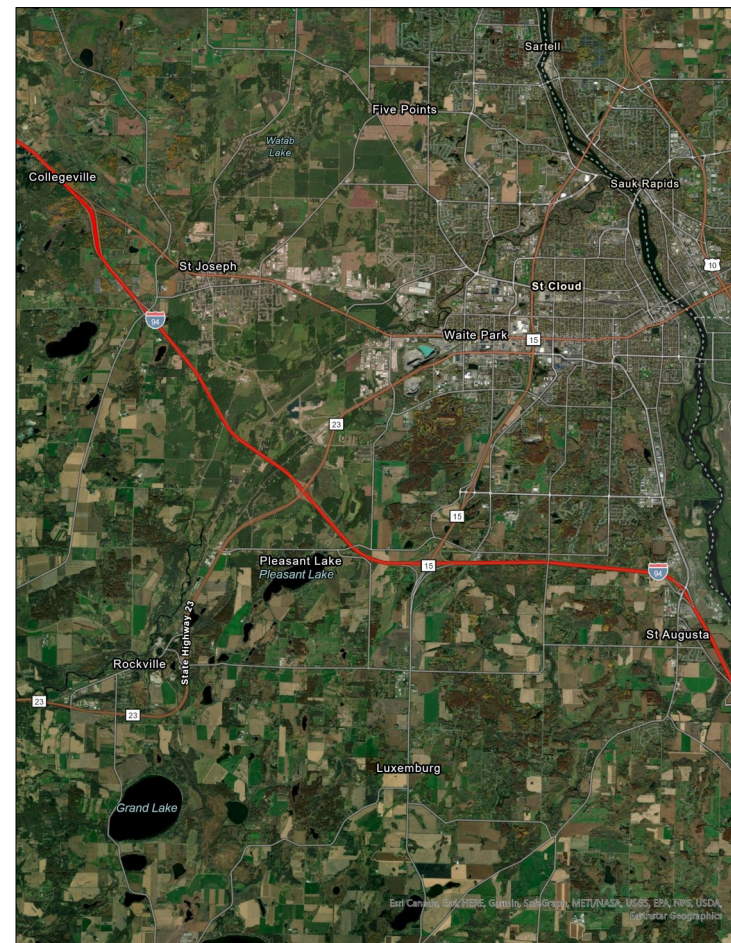 Sartell
Five Points
Watab
Lake
Collegeville
Sauk Rapids
St Joseph
10
St Cloud
94
Waite Park
15
23
15
Pleasant Lake
Pleasant Lake
15
94
State Highway 23
St Augusta
Rockville
23
23
Luxemburg
Grand Lake
Esri Canada, Esri, HERE, Garmin, SafeGraph, METI/NASA, USGS, EPA, NPS, USDA,
Earthstar Geographics